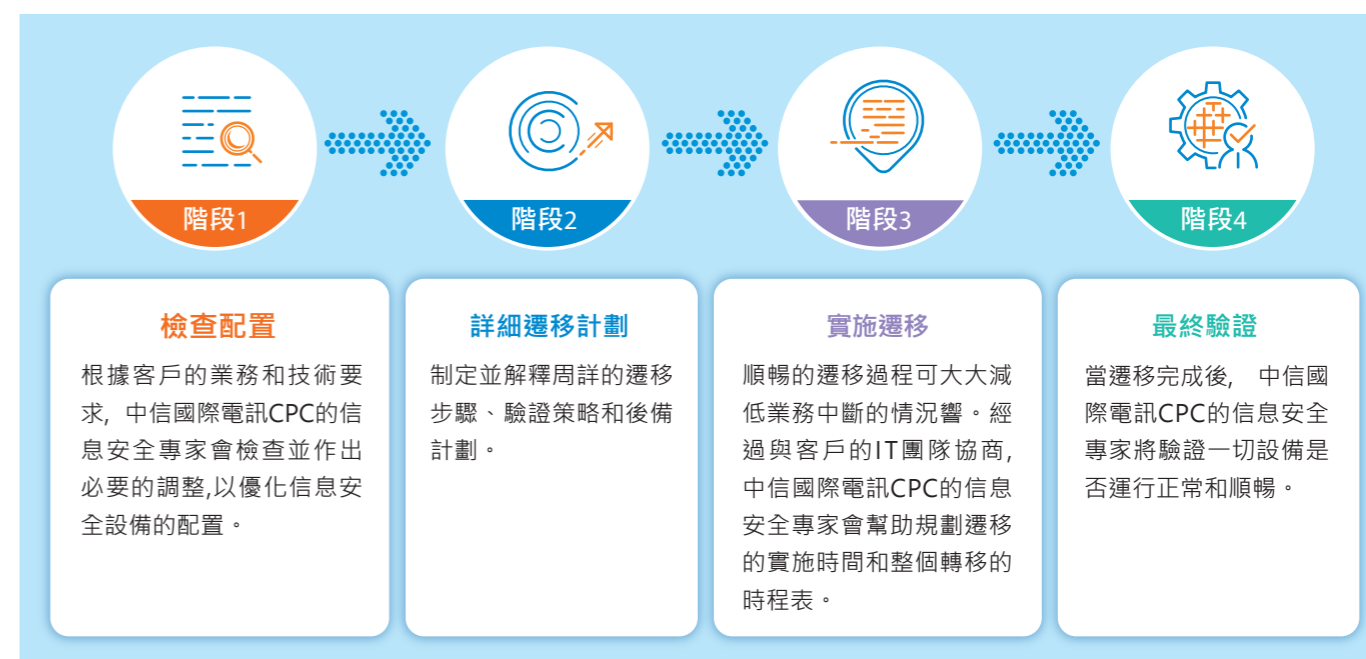 階段1
階段2
階段3
階段4
檢查配置
根據客戶的業務和技術要
求, 中信國際電訊CPC的信
息安全專家會檢查並作出
必要的調整,以優化信息安
全設備的配置。
詳細遷移計劃
制定並解釋周詳的遷移
步驟、驗證策略和後備
計劃。
實施遷移
順暢的遷移過程可大大減
低業務中斷的情況響。經
過與客戶的IT團隊協商,
中信國際電訊CPC的信息
安全專家會幫助規劃遷移
的實施時間和整個轉移的
時程表。
最終驗證
當遷移完成後, 中信國
際電訊CPC的信息安全
專家將驗證一切設備是
否運行正常和順暢。